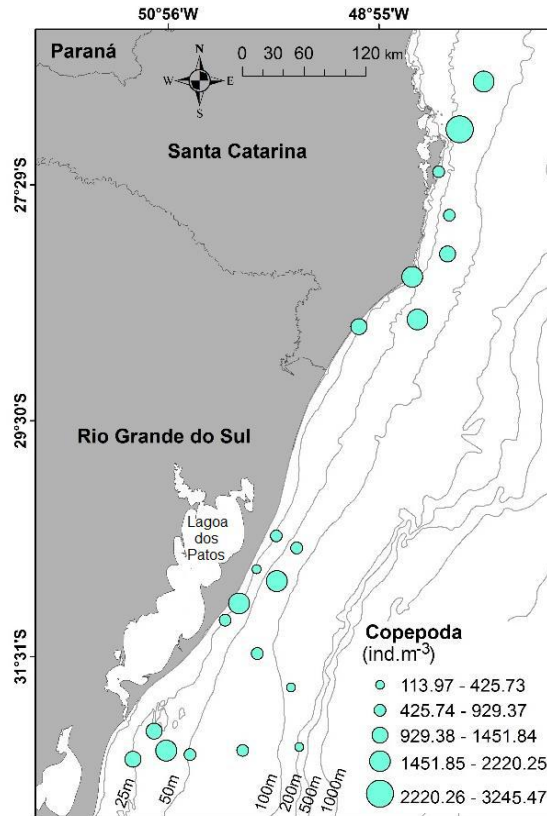 50°56'W 48°55'W
Paraná
N
W E
S
0 30 60 120 km
Santa Catarina
27°29'S
29°30'S
Rio Grande do Sul
Lagoa
dos
Patos
31°31'S
Copepoda
(ind.m-3)
113.97 - 425.73
425.74 - 929.37
929.38 - 1451.84
1451.85 - 2220.25
2220.26 - 3245.47
25m 50m 100m 200m 500m 1000m